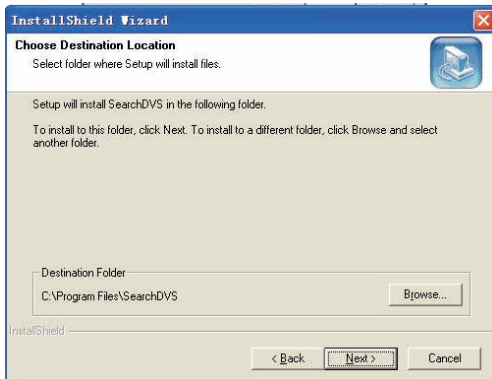 InstallShield Wizard
Choose Destination Location
Select folder where Setup will install files.
Setup will install SearchDVS in the following folder.
To install to this folder, click Next. To install to a different folder, click Browse and select
another folder.
Destination Folder
C:\Program Files\SearchDVS
Browse...
InstallShield
< Back
Next >
Cancel